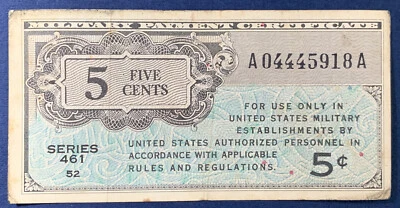 MILITARY PAYMENT CERTIFICATE
5 FIVE CENTS
A04445918A
FOR USE ONLY IN
UNITED STATES MILITARY
ESTABLISHMENTS BY
UNITED STATES AUTHORIZED PERSONNEL IN
ACCORDANCE WITH APPLICABLE
RULES AND REGULATIONS.
SERIES
461
52
5¢